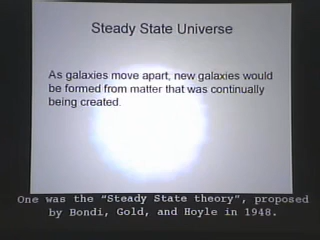 Steady State Universe
As galaxies move apart, new galaxies would
be formed from matter that was continually
being created.
One was the "Steady State theory", proposed
by Bondi, Gold, and Hoyle in 1948.